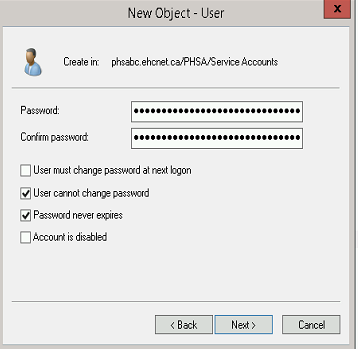 New Object - User
x
Create in: phsabc.ehcnet.ca/PHSA/Service Accounts
Password: ••••••••••••••••••••••••••••••
Confirm password: ••••••••••••••••••••••••••••••
User must change password at next logon
User cannot change password
Password never expires
Account is disabled
< Back Next > Cancel